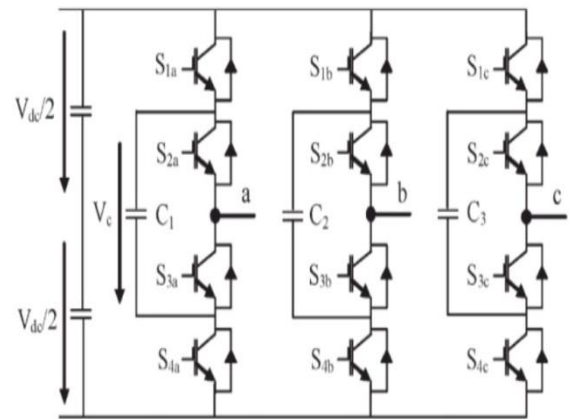 S1a S1b S1c
Vdc/2
S2a S2b S2c
a b c
Vc C1 C2 C3
S3a S3b S3c
Vdc/2
S4a S4b S4c